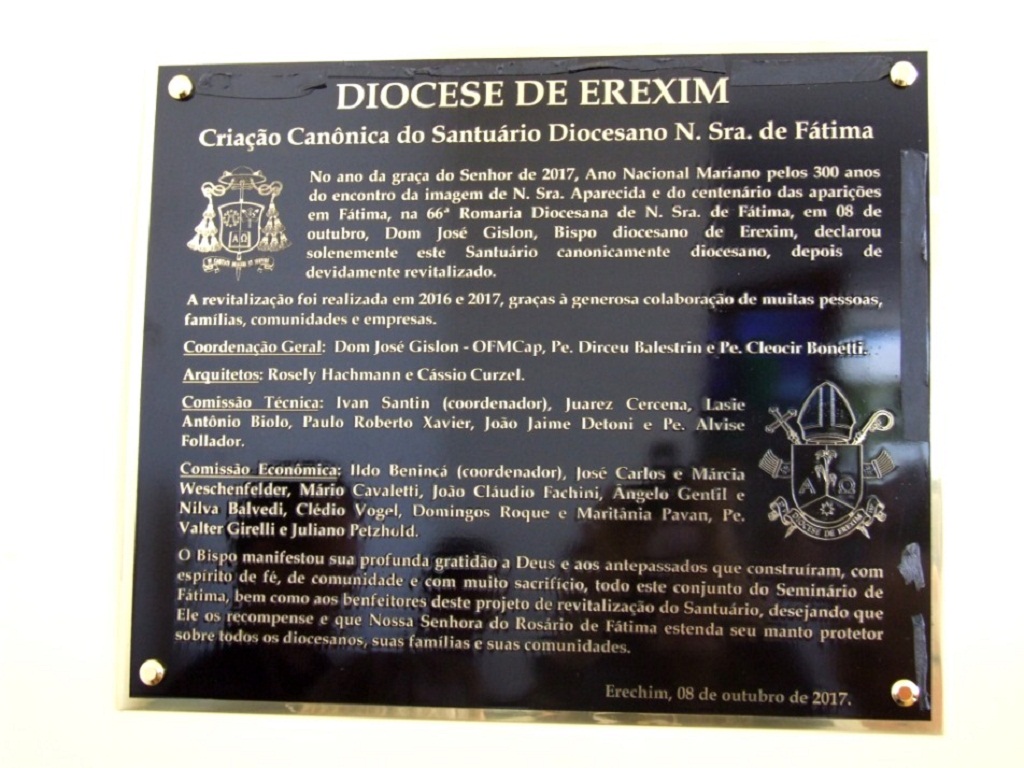 DIOCESE DE EREXIM
Criação Canônica do Santuário Diocesano N. Sra. de Fátima
No ano da graça do Senhor de 2017, Ano Nacional Mariano pelos 300 anos
do encontro da imagem de N. Sra. Aparecida e do centenário das aparições
em Fátima, na 66ª Romaria Diocesana de N. Sra. de Fátima, em 08 de
outubro, Dom José Gislon, Bispo diocesano de Erexim, declarou
solenemente este Santuário canonicamente diocesano, depois de
devidamente revitalizado.
A revitalização foi realizada em 2016 e 2017, graças à generosa colaboração de muitas pessoas,
famílias, comunidades e empresas.
Coordenação Geral: Dom José Gislon - OFMCap, Pe. Dirceu Balestrin e Pe. Cleocir Bonetti.
Arquitetos: Rosely Hachmann e Cássio Curzel.
Comissão Técnica: Ivan Santin (coordenador), Juarez Cercena, Lasie
Antônio Biolo, Paulo Roberto Xavier, João Jaime Detoni e Pe. Alvise
Follador.
Comissão Econômica: Ildo Benincá (coordenador), José Carlos e Márcia
Weschenfelder, Mário Cavaletti, João Cláudio Fachini, Ângelo Gentil e
Nilva Balvedi, Clédio Vogel, Domingos Roque e Maritânia Pavan, Pe.
Valter Girelli e Juliano Petzhold.
A Ω
DIOCESE DE EREXIM
O Bispo manifestou sua profunda gratidão a Deus e aos antepassados que construíram, com
espírito de fé, de comunidade e com muito sacrifício, todo este conjunto do Seminário de
Fátima, bem como aos benfeitores deste projeto de revitalização do Santuário, desejando que
Ele os recompense e que Nossa Senhora do Rosário de Fátima estenda seu manto protetor
sobre todos os diocesanos, suas famílias e suas comunidades.
Erechim, 08 de outubro de 2017.